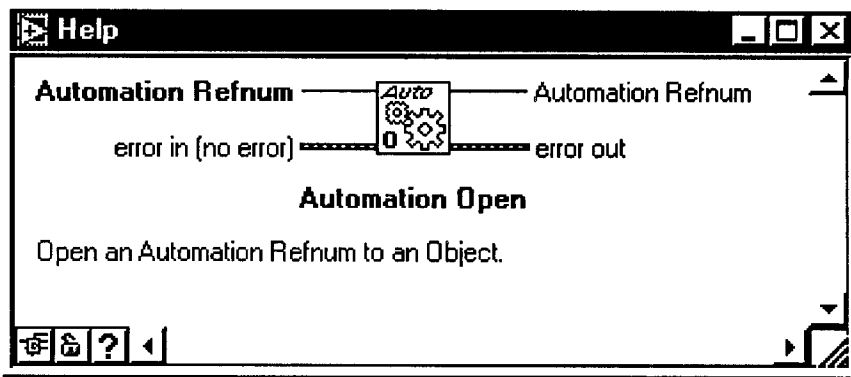 Help
Automation Refnum Auto Automation Refnum
error in (no error) 0 error out
Automation Open
Open an Automation Refnum to an Object.
?